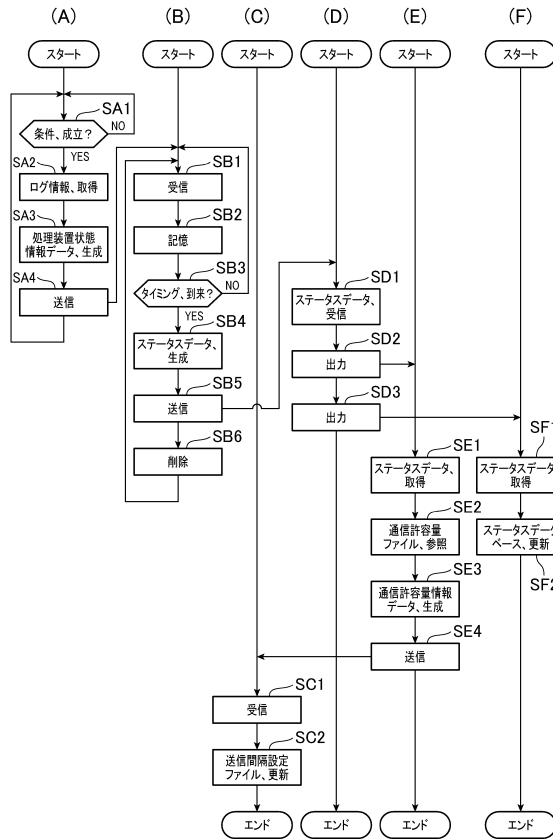 (A)
(B)
(C)
(D)
(E)
(F)
スタート
スタート
スタート
スタート
スタート
スタート
SA1
条件、成立?
NO
YES
SA2
ログ情報、取得
SA3
処理装置状態
情報データ、生成
SA4
送信
SB1
受信
SB2
記憶
SB3
タイミング、到来?
NO
YES
SB4
ステータスデータ、
生成
SB5
送信
SB6
削除
SD1
ステータスデータ、
受信
SD2
出力
SD3
出力
SE1
ステータスデータ、
取得
SE2
通信許容量
ファイル、参照
SE3
通信許容量情報
データ、生成
SE4
送信
SF1
ステータスデータ、
取得
ステータスデータ
ベース、更新
SF2
SC1
受信
SC2
送信間隔設定
ファイル、更新
エンド
エンド
エンド
エンド